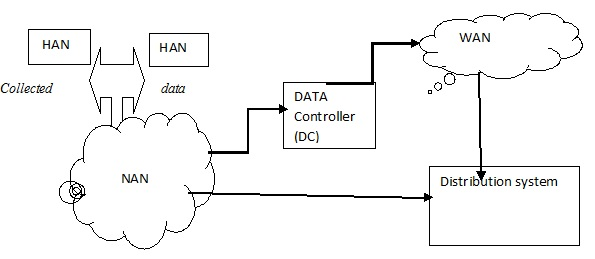 HAN
HAN
WAN
Collected
data
DATA
Controller
(DC)
NAN
Distribution system